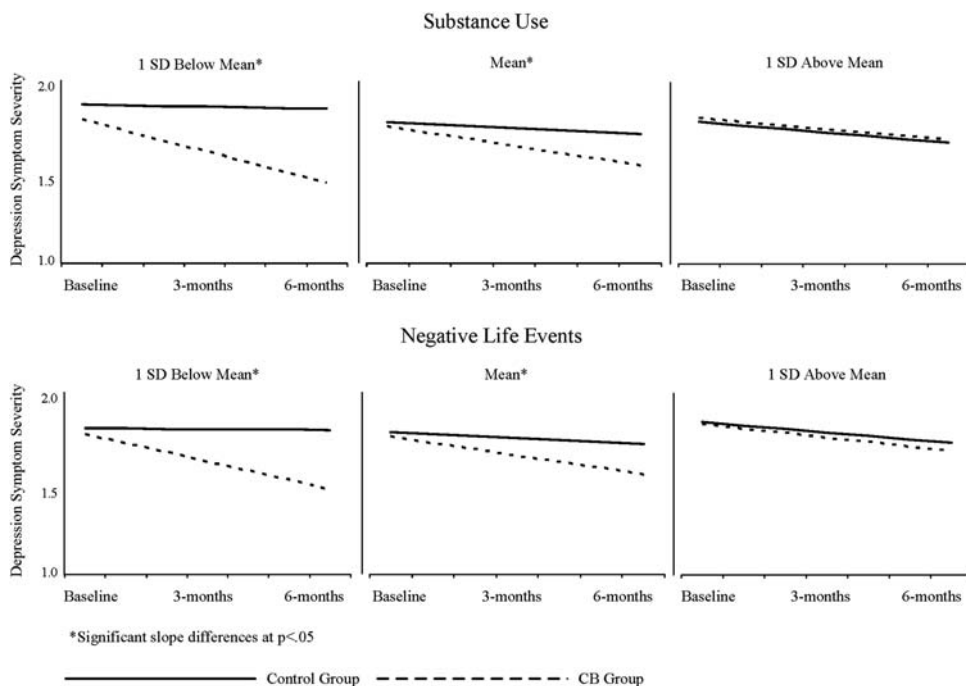 Substance Use
1 SD Below Mean* Mean* 1 SD Above Mean
Depression Symptom Severity
2.0
1.5
1.0
Baseline 3-months 6-months Baseline 3-months 6-months Baseline 3-months 6-months
Negative Life Events
1 SD Below Mean* Mean* 1 SD Above Mean
Depression Symptom Severity
2.0
1.5
1.0
Baseline 3-months 6-months Baseline 3-months 6-months Baseline 3-months 6-months
*Significant slope differences at p<.05
Control Group CB Group